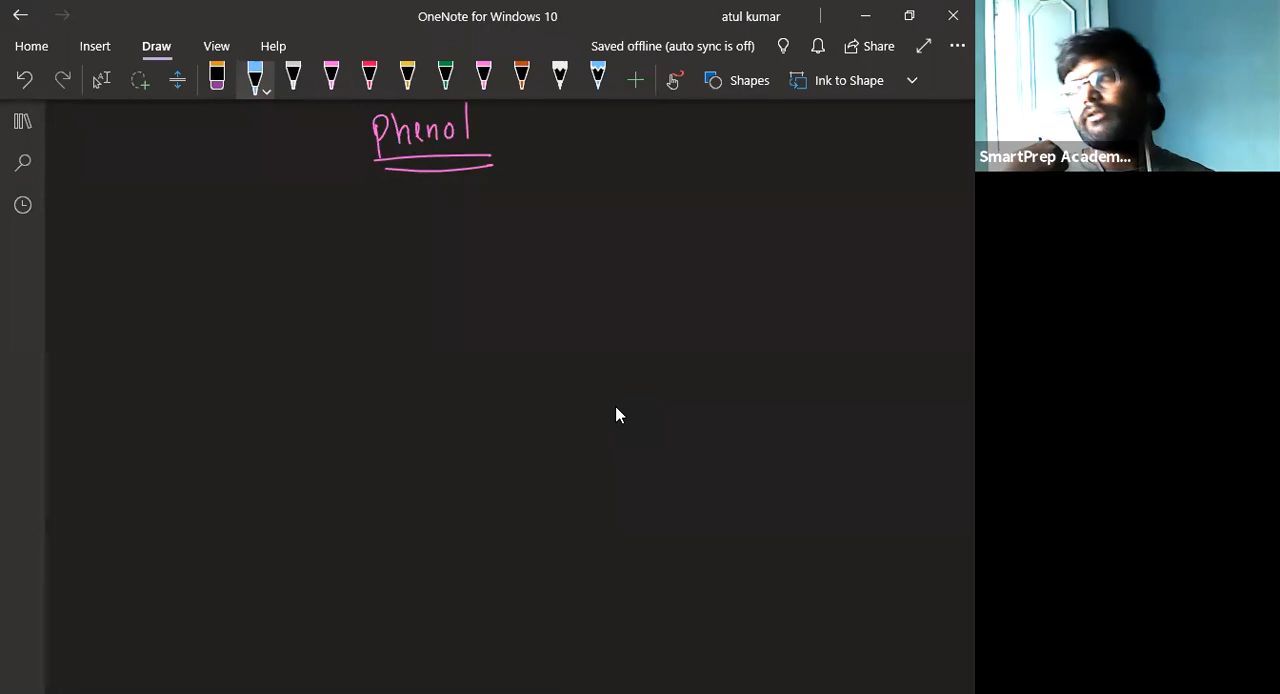 OneNote for Windows 10
atul kumar
Home Insert Draw View Help
Saved offline (auto sync is off)
Share
Shapes
Ink to Shape
Phenol
SmartPrep Academ...